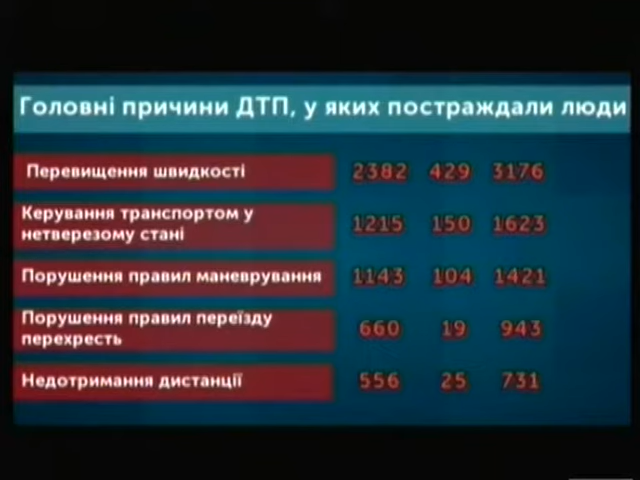 Головні причини ДТП, у яких постраждали люди
Перевищення швидкості 2382 429 3176
Керування транспортом у
нетверезому стані 1215 150 1623
Порушення правил маневрування 1143 104 1421
Порушення правил переїзду
перехресть 660 19 943
Недотримання дистанції 556 25 731